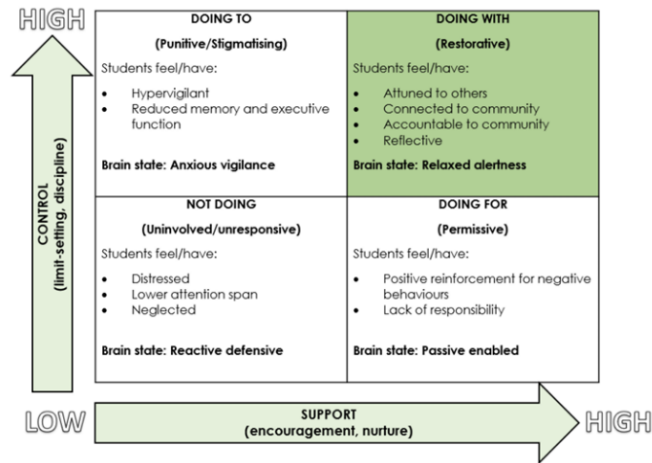 HIGH
CONTROL
(limit-setting, discipline)
DOING TO
(Punitive/Stigmatising)
Students feel/have:
• Hypervigilant
• Reduced memory and executive
function
Brain state: Anxious vigilance
DOING WITH
(Restorative)
Students feel/have:
• Attuned to others
• Connected to community
• Accountable to community
• Reflective
Brain state: Relaxed alertness
NOT DOING
(Uninvolved/unresponsive)
Students feel/have:
• Distressed
• Lower attention span
• Neglected
Brain state: Reactive defensive
DOING FOR
(Permissive)
Students feel/have:
• Positive reinforcement for negative
behaviours
• Lack of responsibility
Brain state: Passive enabled
LOW
SUPPORT
(encouragement, nurture)
HIGH